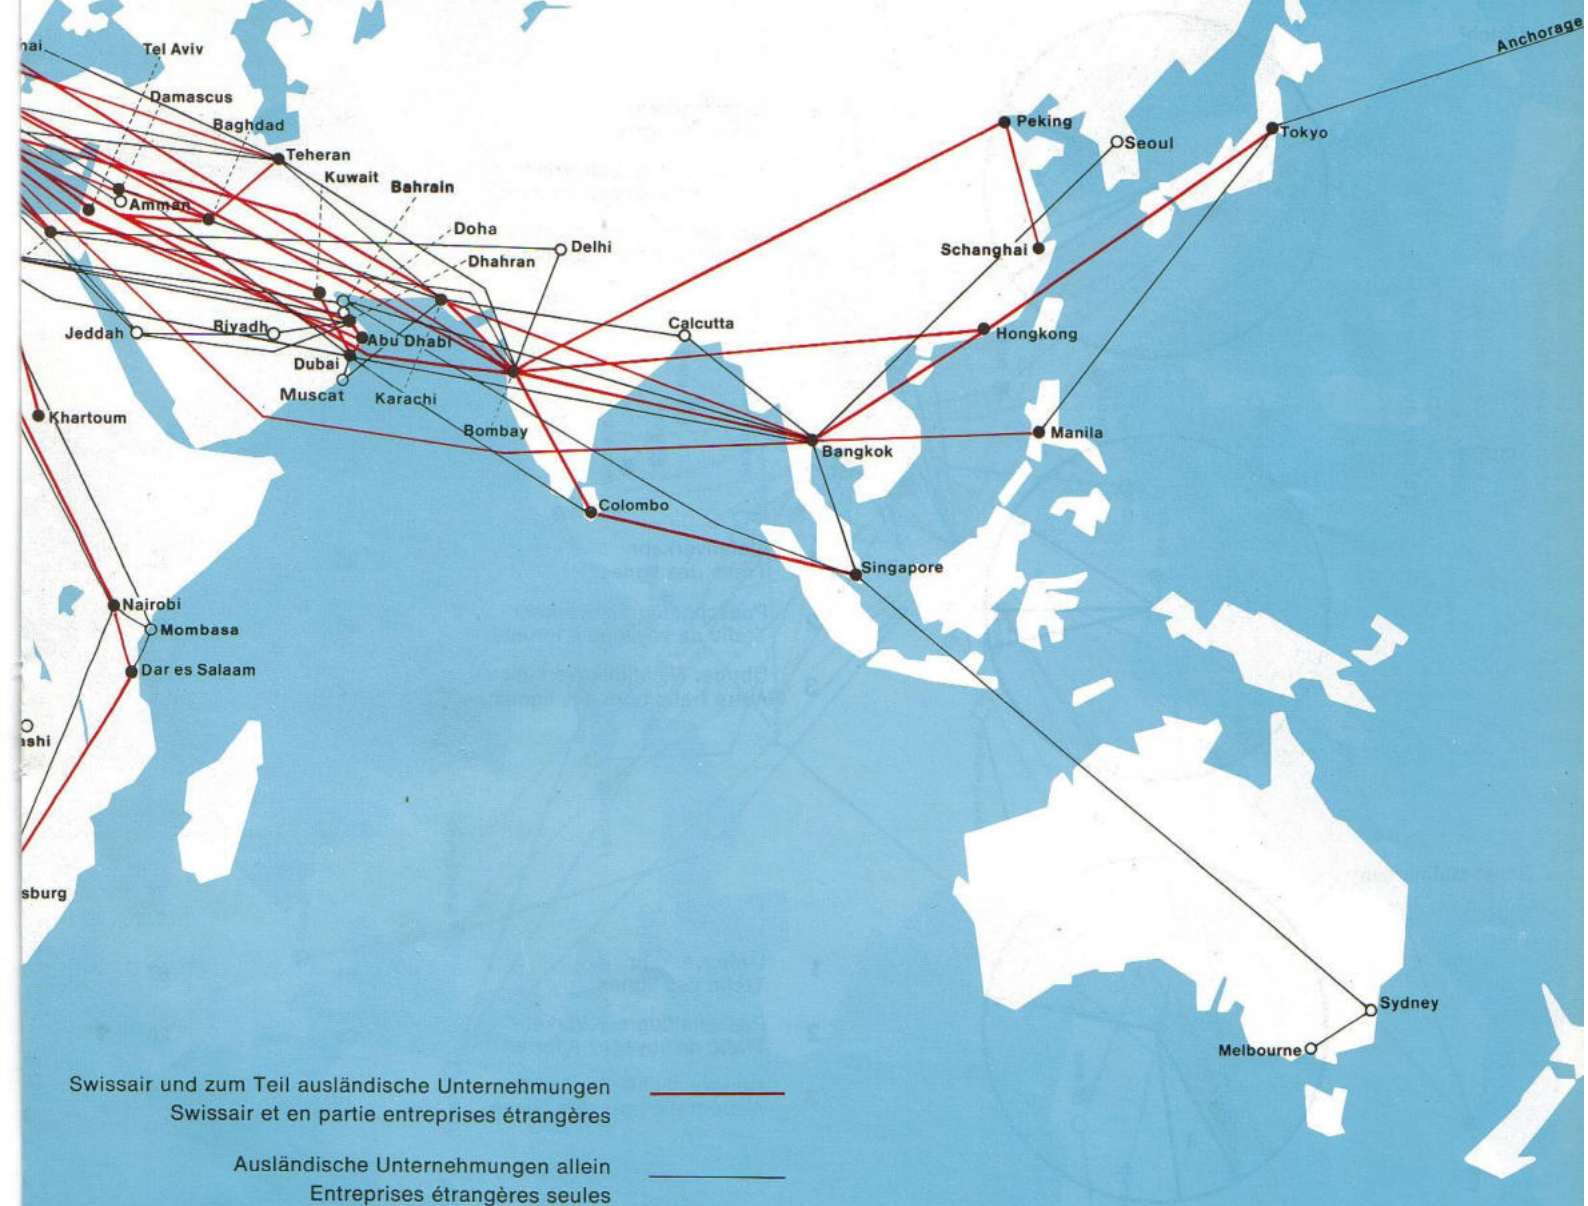 Anchorage
Tel Aviv
Damascus
Baghdad
Peking
Seoul
Tokyo
Teheran
Kuwait
Bahrain
Amman
Doha
Delhi
Schanghai
Dhahran
Jeddah
Riyadh
Calcutta
Hongkong
Abu Dhabi
Dubai
Muscat
Karachi
Khartoum
Bombay
Manila
Bangkok
Colombo
Singapore
Nairobi
Mombasa
Dar es Salaam
ashi
sburg
Sydney
Melbourne
Swissair und zum Teil ausländische Unternehmungen
Swissair et en partie entreprises étrangères
Ausländische Unternehmungen allein
Entreprises étrangères seules